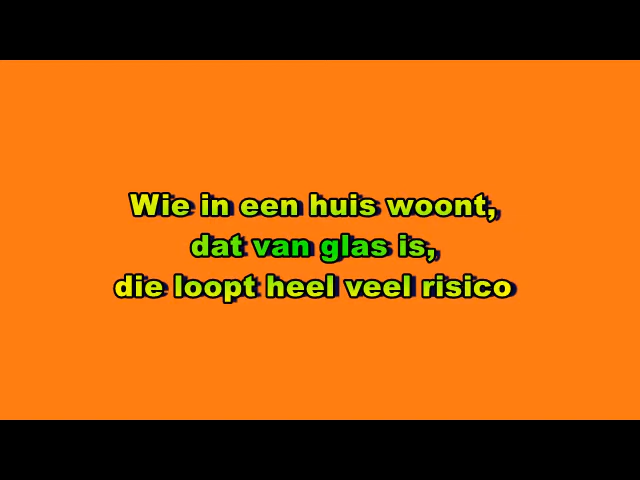 Wie in een huis woont,
dat van glas is,
die loopt heel veel risico